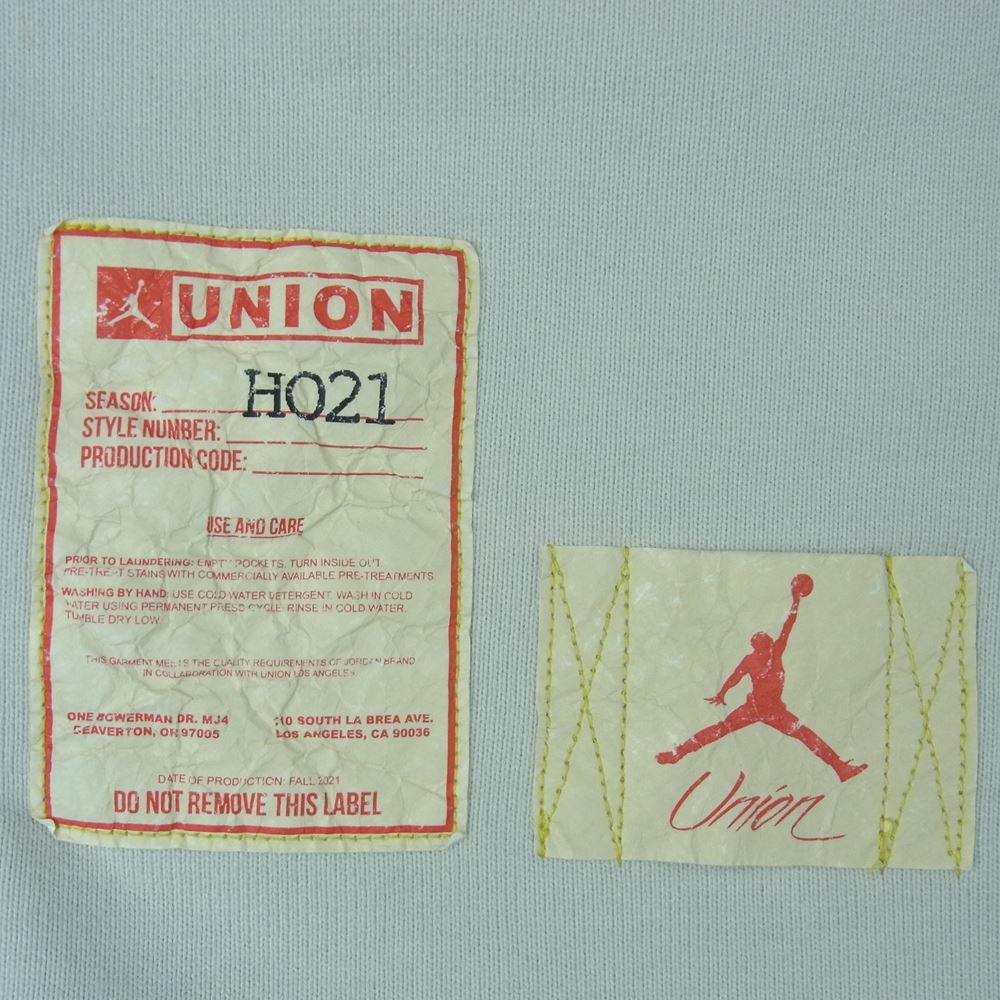 UNION
SEASON: HO21
STYLE NUMBER:
PRODUCTION CODE:
USE AND CARE
PRIOR TO LAUNDERING: EMPTY POCKETS, TURN INSIDE OUT
PRE-TREAT STAINS WITH COMMERCIALLY AVAILABLE PRE-TREATMENTS
WASHING BY HAND: USE COLD WATER DETERGENT. WASH IN COLD
WATER USING PERMANENT PRESS CYCLE. RINSE IN COLD WATER.
TUMBLE DRY LOW
THIS GARMENT MEETS THE QUALITY REQUIREMENTS OF JORDAN BRAND
IN COLLABORATION WITH UNION LOS ANGELES.
ONE BOWERMAN DR. MJ4
BEAVERTON, OR 97005
SOUTH LA BREA AVE.
LOS ANGELES, CA 90036
DATE OF PRODUCTION: FALL 2021
DO NOT REMOVE THIS LABEL
Union